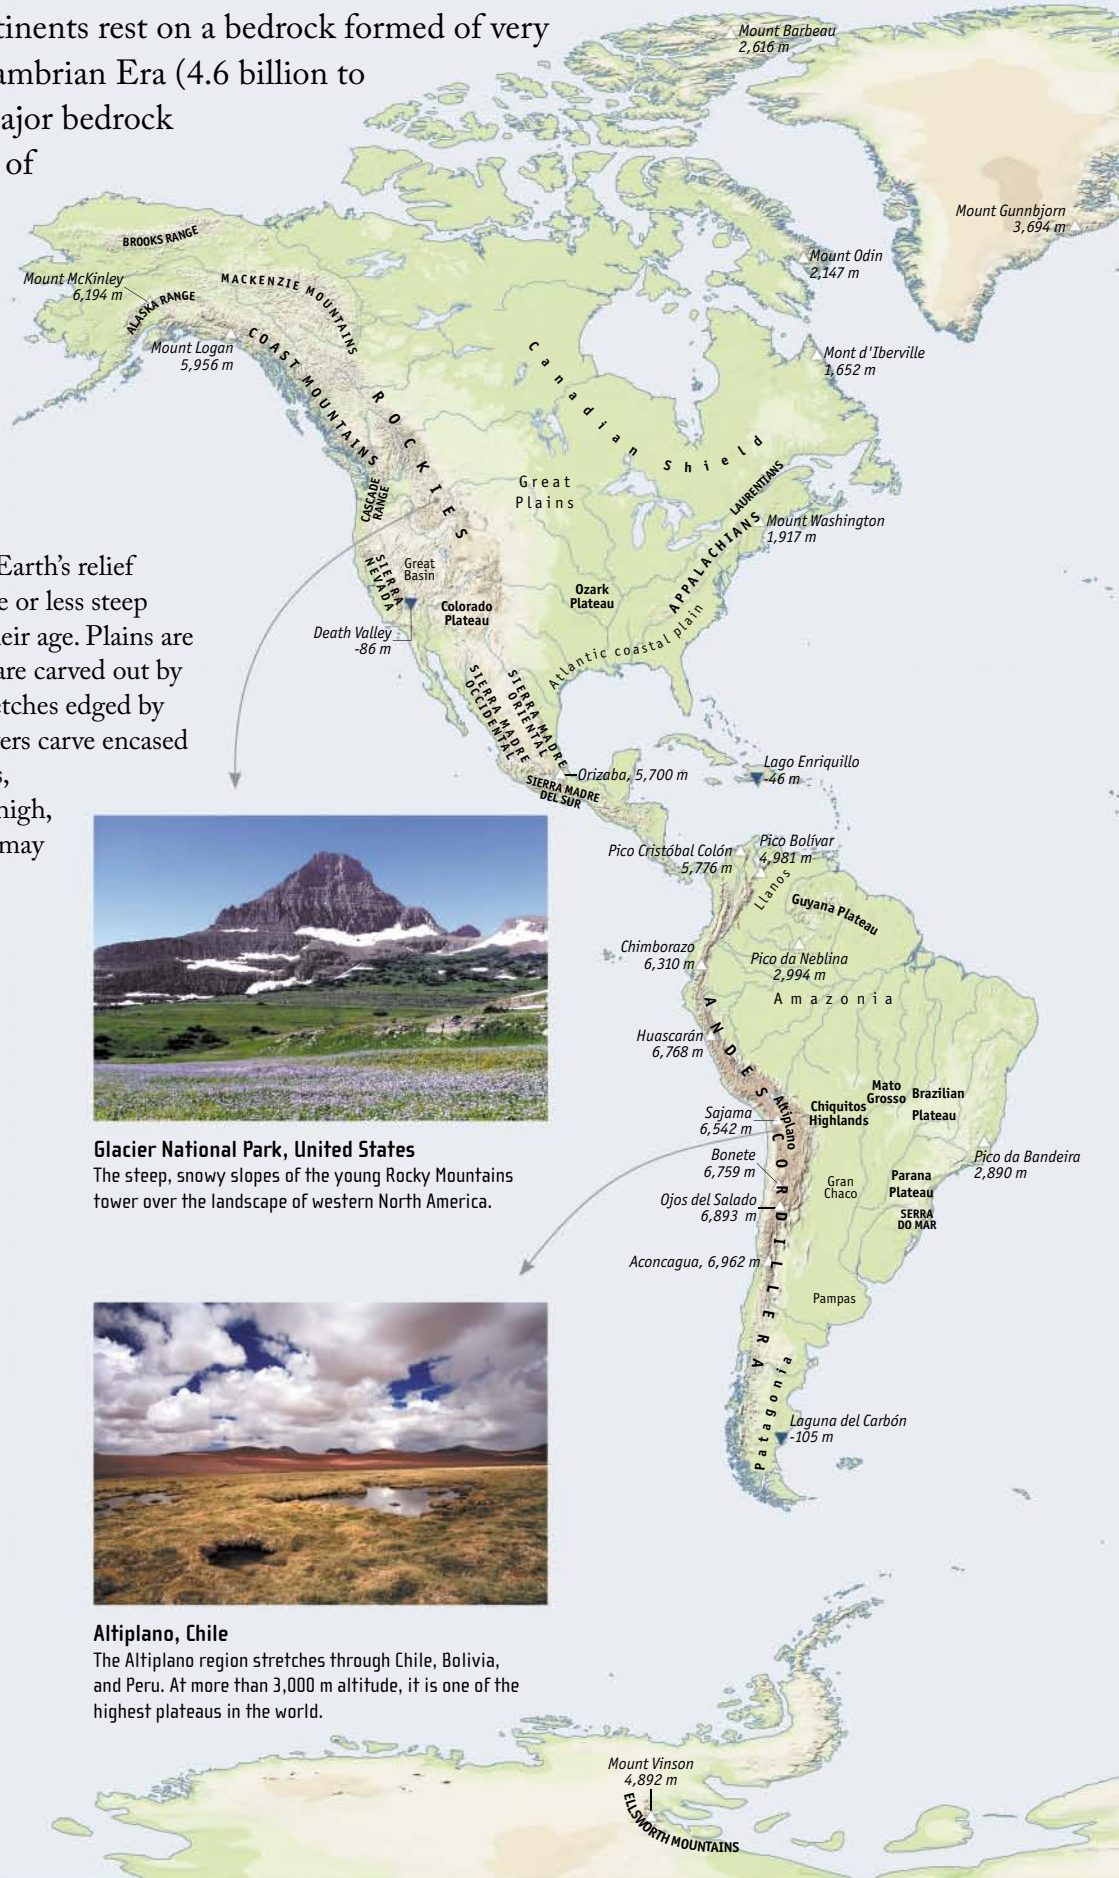 tinents rest on a bedrock formed of very
ambrian Era (4.6 billion to
ajor bedrock
of
Mount Barbeau
2,616 m
Mount Gunnbjorn
3,694 m
BROOKS RANGE
Mount Odin
2,147 m
Mount McKinley
6,194 m
ALASKA RANGE
MACKENZIE MOUNTAINS
Mount Logan
5,956 m
COAST MOUNTAINS
Mont d'Iberville
1,652 m
ROCKIES
Canadian Shield
Great
Plains
LAURENTIANS
CASCADE
RANGE
APPALACHIANS
Mount Washington
1,917 m
Earth’s relief
e or less steep
eir age. Plains are
are carved out by
etches edged by
ers carve encased
s,
high,
may
SIERRA
NEVADA
Great
Basin
Colorado
Plateau
Ozark
Plateau
Death Valley
-86 m
Atlantic coastal plain
SIERRA MADRE
OCCIDENTAL
SIERRA MADRE
ORIENTAL
Orizaba, 5,700 m
SIERRA MADRE
DEL SUR
Lago Enriquillo
-46 m
Pico Cristóbal Colón
5,776 m
Pico Bolívar
4,981 m
Llanos
Guyana Plateau
Chimborazo
6,310 m
Pico da Neblina
2,994 m
Amazonia
ANDES CORDILLERA
Huascarán
6,768 m
Mato
Grosso
Brazilian
Plateau
Chiquitos
Highlands
Altiplano
Sajama
6,542 m
Bonete
6,759 m
Pico da Bandeira
2,890 m
Gran
Chaco
Parana
Plateau
Ojos del Salado
6,893 m
SERRA
DO MAR
Aconcagua, 6,962 m
Pampas
Patagonia
Laguna del Carbón
-105 m
Glacier National Park, United States
The steep, snowy slopes of the young Rocky Mountains
tower over the landscape of western North America.
Altiplano, Chile
The Altiplano region stretches through Chile, Bolivia,
and Peru. At more than 3,000 m altitude, it is one of the
highest plateaus in the world.
Mount Vinson
4,892 m
ELLSWORTH MOUNTAINS